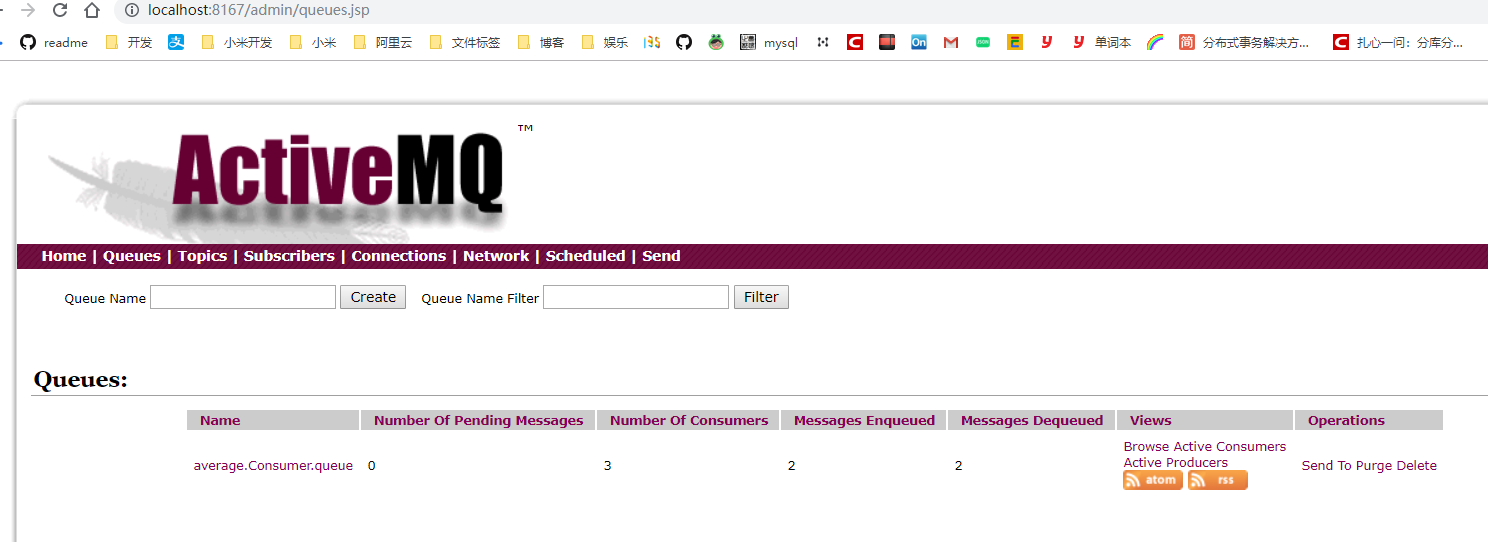 localhost:8167/admin/queues.jsp
readme 开发 小米开发 小米 阿里云 文件标签 博客 娱乐 mysql On 单词本 简 分布式事务解决方... 扎心一问：分库分...
ActiveMQ ™
Home | Queues | Topics | Subscribers | Connections | Network | Scheduled | Send
Queue Name Create Queue Name Filter Filter
Queues:
Name Number Of Pending Messages Number Of Consumers Messages Enqueued Messages Dequeued Views Operations
average.Consumer.queue 0 3 2 2 Browse Active Consumers Send To Purge Delete
Active Producers
atom rss